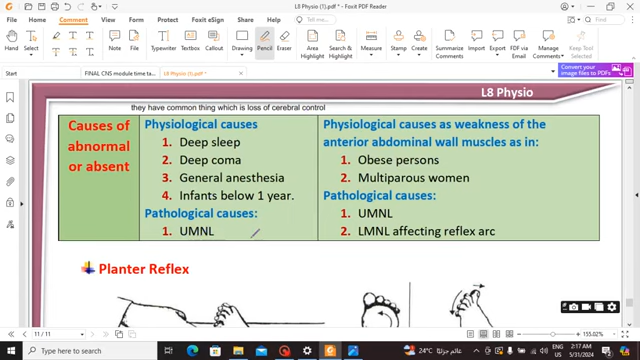 L8 Physio (1).pdf * - Foxit PDF Reader
File
Home
Comment
View
Form
Protect
Share
Help
Foxit eSign
Tell me...
Hand
Select
Note
File
Typewriter
Textbox
Callout
Drawing
Pencil
Eraser
Area
Highlight
Search &
Highlight
Measure
Stamp
Create
Summarize
Comments
Import
Export
FDF via
Email
Manage
Comments
Keep Tool
Selected
Start
FINAL CNS module time ta...
L8 Physio (1).pdf *
Convert your
image files to PDFs
L8 Physio
they have common thing which is loss of cerebral control
Causes of
abnormal
or absent
Physiological causes
1. Deep sleep
2. Deep coma
3. General anesthesia
4. Infants below 1 year.
Pathological causes:
1 UMNL
Physiological causes as weakness of the
anterior abdominal wall muscles as in:
1. Obese persons
2. Multiparous women
Pathological causes:
1. UMNL
2. LMNL affecting reflex arc
Planter Reflex
11 / 11
155.02%
Type here to search
24°C
ENG
2:17 AM
5/31/2024